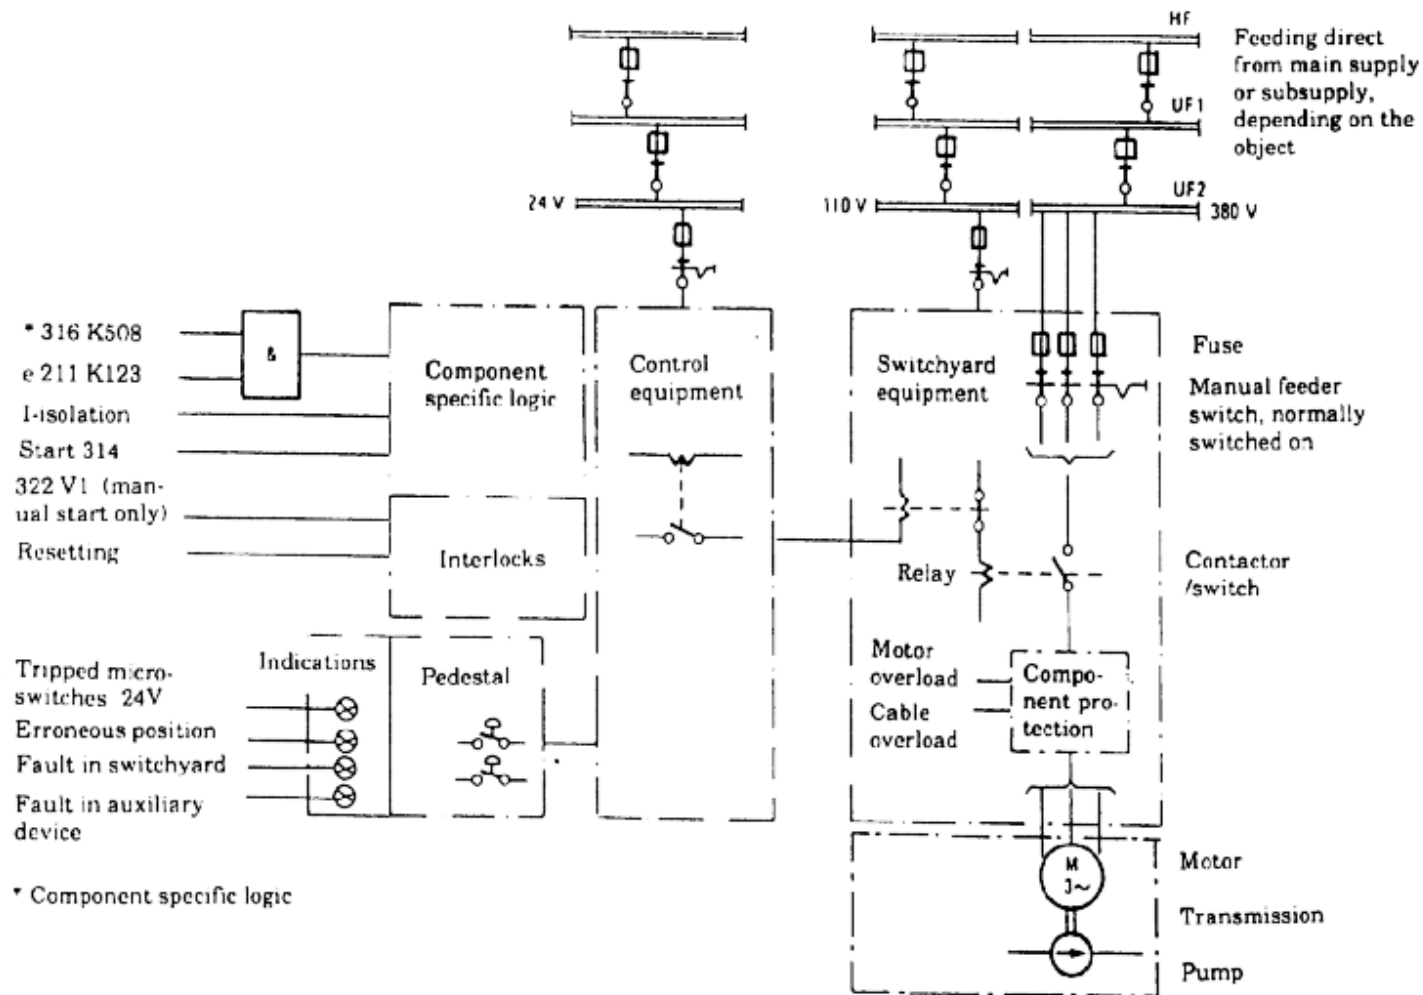 HF
Feeding direct
from main supply
or subsupply,
depending on the
object
UF1
UF2
24 V
110 V
380 V
* 316 K508
e 211 K123
&
I-isolation
Start 314
322 V1 (man-
ual start only)
Resetting
Component
specific logic
Interlocks
Control
equipment
Switchyard
equipment
Fuse
Manual feeder
switch, normally
switched on
Relay
Contactor
/switch
Indications
Pedestal
Tripped micro-
switches 24V
Erroneous position
Fault in switchyard
Fault in auxiliary
device
Motor
overload
Cable
overload
Compo-
nent pro-
tection
M
3~
Motor
Transmission
Pump
* Component specific logic